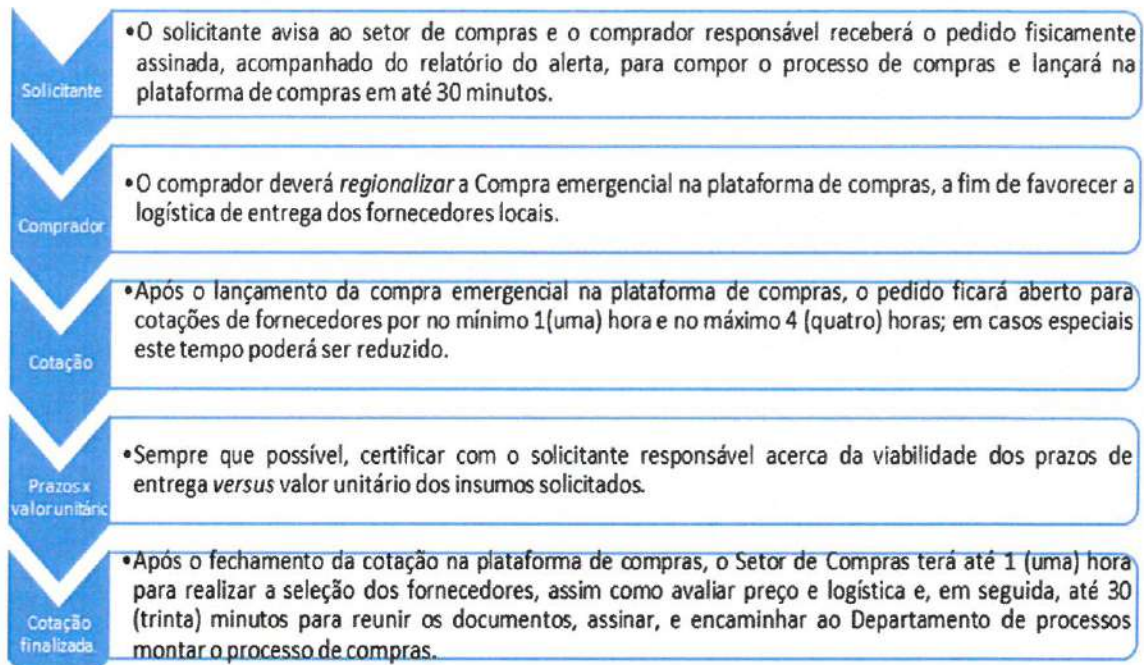 •O solicitante avisa ao setor de compras e o comprador responsável receberá o pedido fisicamente
assinada, acompanhado do relatório do alerta, para compor o processo de compras e lançará na
plataforma de compras em até 30 minutos.
Solicitante
•O comprador deverá regionalizar a Compra emergencial na plataforma de compras, a fim de favorecer a
logística de entrega dos fornecedores locais.
Comprador
•Após o lançamento da compra emergencial na plataforma de compras, o pedido ficará aberto para
cotações de fornecedores por no mínimo 1(uma) hora e no máximo 4 (quatro) horas; em casos especiais
este tempo poderá ser reduzido.
Cotação
•Sempre que possível, certificar com o solicitante responsável acerca da viabilidade dos prazos de
entrega versus valor unitário dos insumos solicitados.
Prazos x
valor unitáric
•Após o fechamento da cotação na plataforma de compras, o Setor de Compras terá até 1 (uma) hora
para realizar a seleção dos fornecedores, assim como avaliar preço e logística e, em seguida, até 30
(trinta) minutos para reunir os documentos, assinar, e encaminhar ao Departamento de processos
montar o processo de compras.
Cotação
finalizada